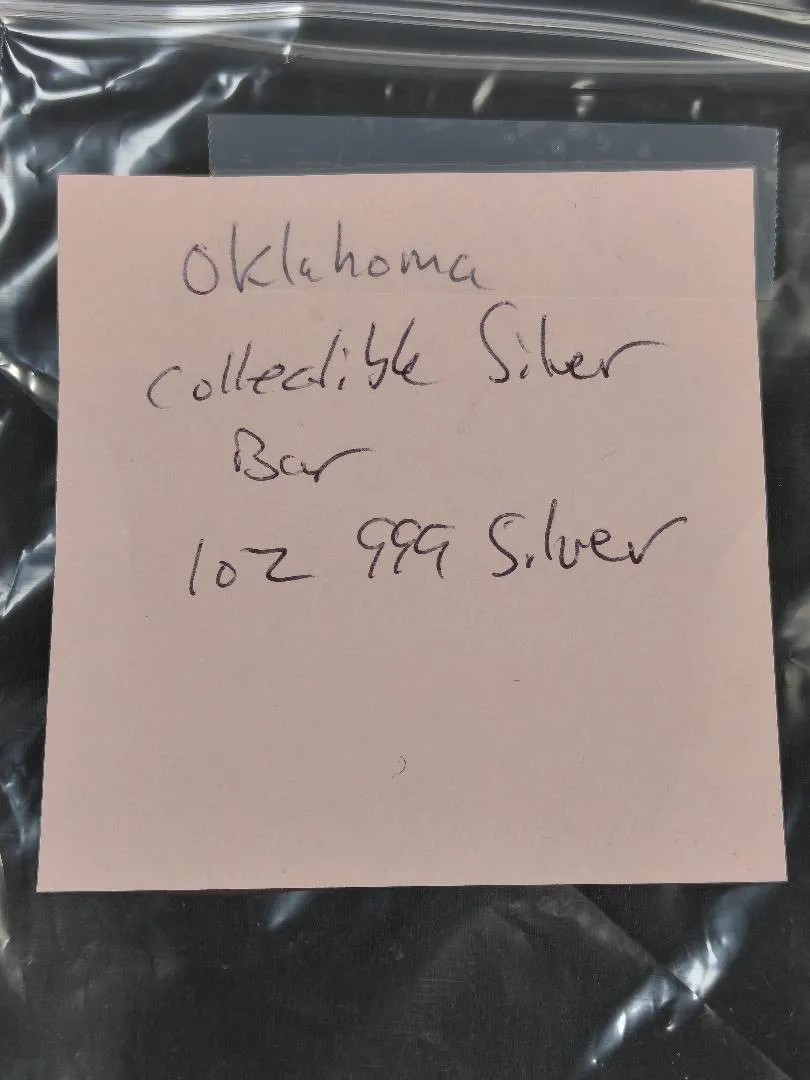 Oklahoma
Collectible Silver
Bar
1oz 999 Silver